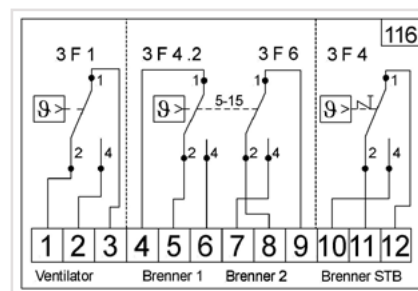 116
3 F 1 3 F 4 .2 3 F 6 3 F 4
1 1 1 1
ϑ> ϑ> 5-15 ϑ>
2 4 2 4 2 4 2 4
1 2 3 4 5 6 7 8 9 10 11 12
Ventilator Brenner 1 Brenner 2 Brenner STB